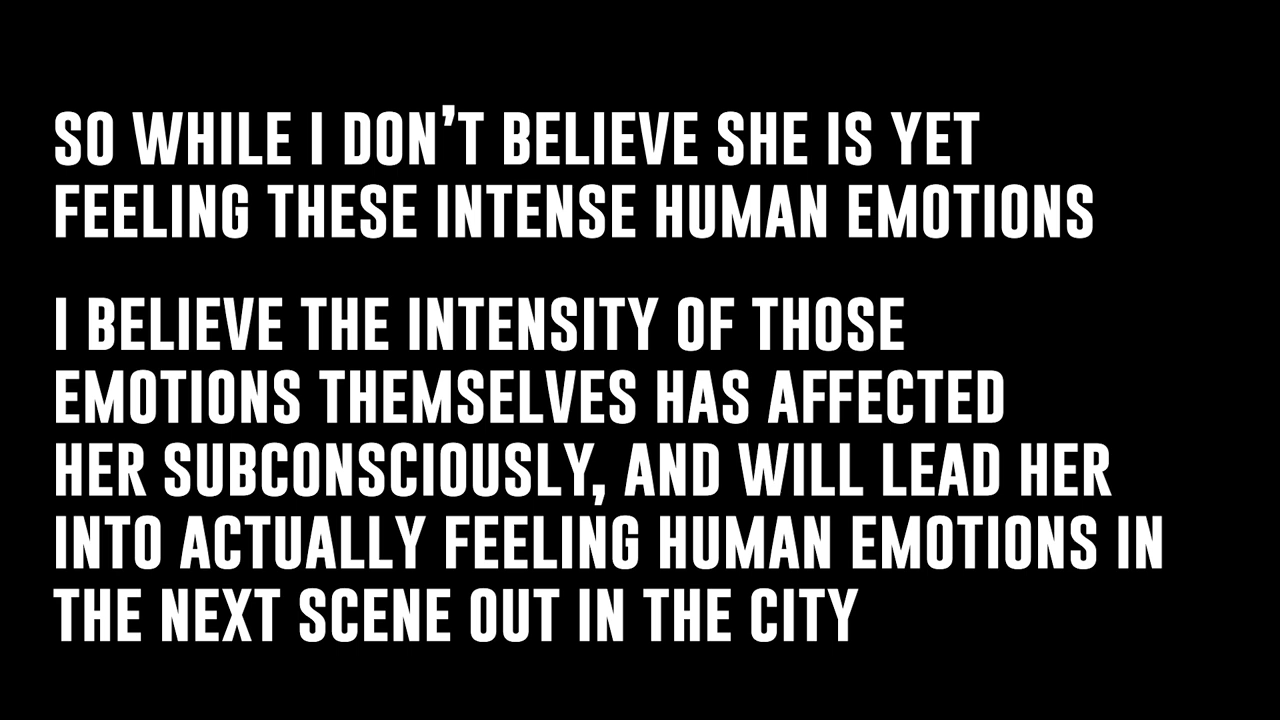 SO WHILE I DON’T BELIEVE SHE IS YET
FEELING THESE INTENSE HUMAN EMOTIONS
I BELIEVE THE INTENSITY OF THOSE
EMOTIONS THEMSELVES HAS AFFECTED
HER SUBCONSCIOUSLY, AND WILL LEAD HER
INTO ACTUALLY FEELING HUMAN EMOTIONS IN
THE NEXT SCENE OUT IN THE CITY